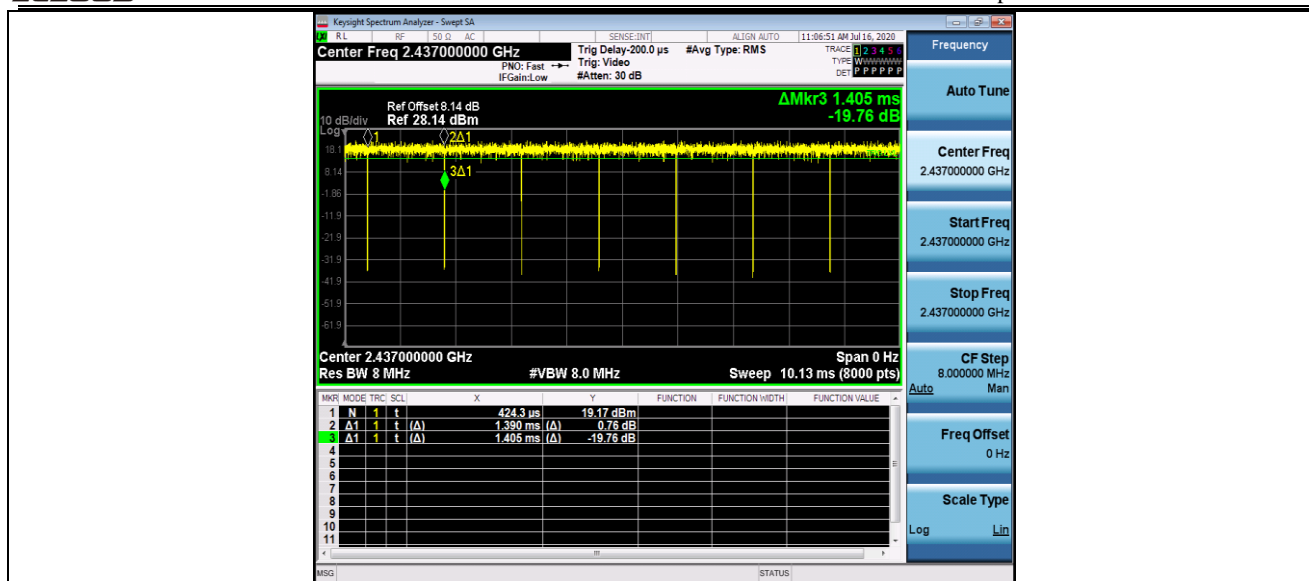 Keysight Spectrum Analyzer - Swept SA
RL RF 50 Ω AC SENSE:INT ALIGN AUTO 11:06:51 AM Jul 16, 2020
Center Freq 2.437000000 GHz
Trig Delay-200.0 µs #Avg Type: RMS TRACE 1 2 3 4 5 6
PNO: Fast Trig: Video TYPE WWWWWW
IFGain:Low #Atten: 30 dB DET P P P P P P
Frequency
ΔMkr3 1.405 ms
-19.76 dB
Ref Offset 8.14 dB
10 dB/div Ref 28.14 dBm
Log
1 2Δ1
18.1
8.14
3Δ1
-1.86
-11.9
-21.9
-31.9
-41.9
-51.9
-61.9
Center 2.437000000 GHz Span 0 Hz
Res BW 8 MHz #VBW 8.0 MHz Sweep 10.13 ms (8000 pts)
MKR MODE TRC SCL X Y FUNCTION FUNCTION WIDTH FUNCTION VALUE
1 N 1 t 424.3 µs 19.17 dBm
2 Δ1 1 t (Δ) 1.390 ms (Δ) 0.76 dB
3 Δ1 1 t (Δ) 1.405 ms (Δ) -19.76 dB
4
5
6
7
8
9
10
11
MSG STATUS
Auto Tune
Center Freq
2.437000000 GHz
Start Freq
2.437000000 GHz
Stop Freq
2.437000000 GHz
CF Step
8.000000 MHz
Auto Man
Freq Offset
0 Hz
Scale Type
Log Lin